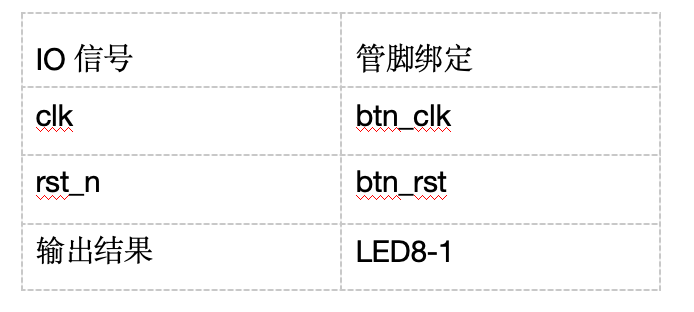 IO 信号 管脚绑定
clk btn_clk
rst_n btn_rst
输出结果 LED8-1